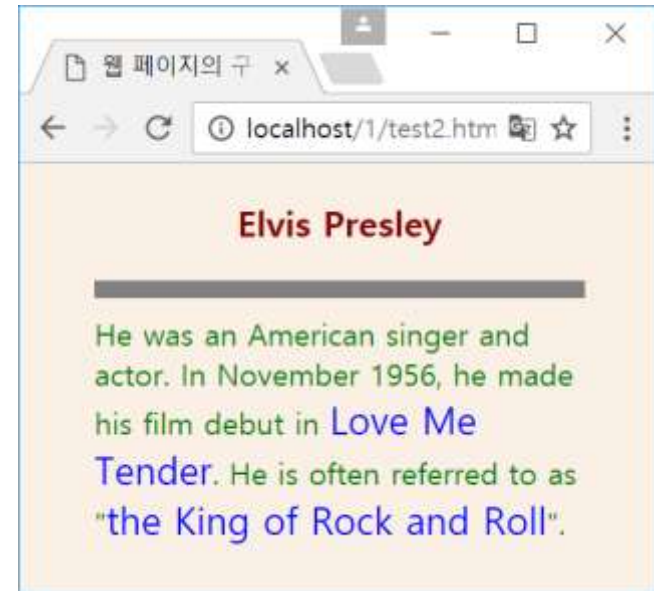 웹 페이지의 구
localhost/1/test2.htm
Elvis Presley
He was an American singer and
actor. In November 1956, he made
his film debut in Love Me
Tender. He is often referred to as
"the King of Rock and Roll".